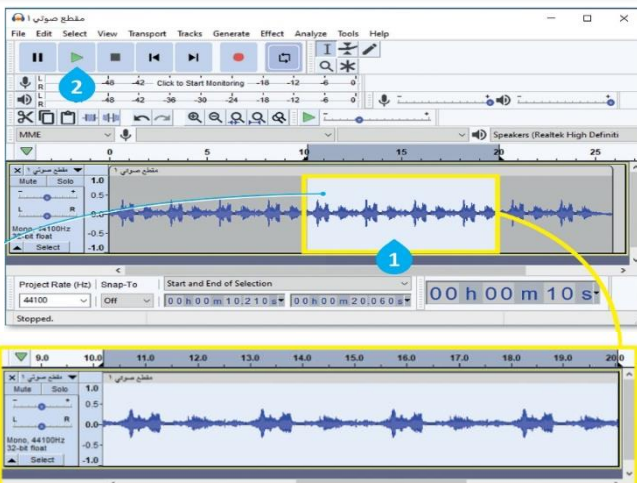 مقطع صوتي ١
File Edit Select View Transport Tracks Generate Effect Analyze Tools Help
2
L R -48 -42 Click to Start Monitoring -18 -12 -6 0
L R -48 -42 -36 -30 -24 -18 -12 -6 0
MME Speakers (Realtek High Definiti
0 5 10 15 20 25
مقطع صوتي ١ مقطع صوتي ١
Mute Solo 1.0
0.5
L R
Mono, 44100Hz
32-bit float -0.5
Select -1.0
1
Project Rate (Hz) Snap-To Start and End of Selection
44100 Off 00 h 00 m 10,210 s 00 h 00 m 20,060 s 00 h 00 m 10 s
Stopped.
9.0 10.0 11.0 12.0 13.0 14.0 15.0 16.0 17.0 18.0 19.0 20.0
مقطع صوتي ١ مقطع صوتي ١
Mute Solo 1.0
0.5
L R 0.0
Mono, 44100Hz
32-bit float -0.5
Select -1.0